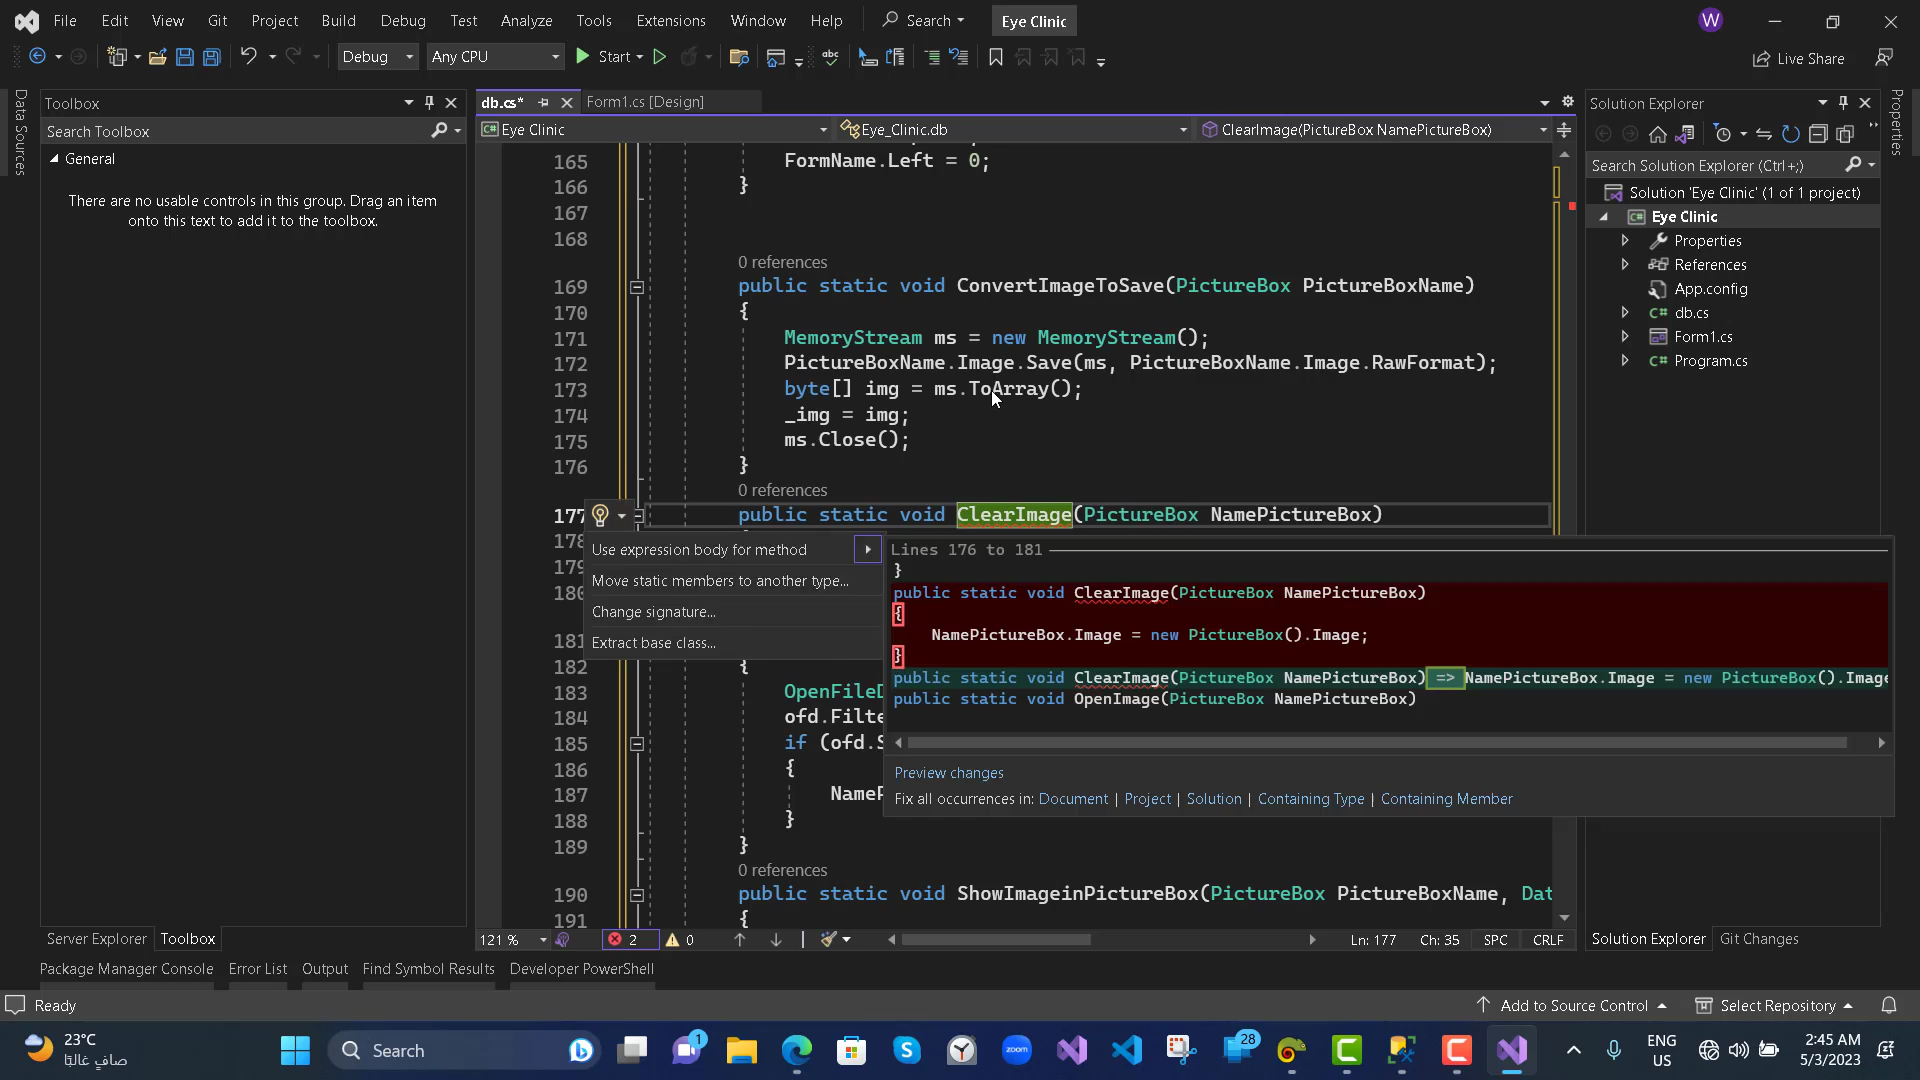 File Edit View Git Project Build Debug Test Analyze Tools Extensions Window Help Search Eye Clinic W
Debug Any CPU Start Live Share
Data Sources
Toolbox
Search Toolbox
General
There are no usable controls in this group. Drag an item
onto this text to add it to the toolbox.
Server Explorer Toolbox
db.cs* Form1.cs [Design]
Eye Clinic Eye_Clinic.db ClearImage(PictureBox NamePictureBox)
165 FormName.Left = 0;
166 }
167
168
0 references
169 public static void ConvertImageToSave(PictureBox PictureBoxName)
170 {
171 MemoryStream ms = new MemoryStream();
172 PictureBoxName.Image.Save(ms, PictureBoxName.Image.RawFormat);
173 byte[] img = ms.ToArray();
174 _img = img;
175 ms.Close();
176 }
0 references
177 public static void ClearImage(PictureBox NamePictureBox)
178
179
180
181
182 {
183 OpenFileD
184 ofd.Filte
185 if (ofd.S
186 {
187 NameP
188 }
189 }
0 references
190 public static void ShowImageinPictureBox(PictureBox PictureBoxName, Dat
191 {
Use expression body for method
Move static members to another type...
Change signature...
Extract base class...
Lines 176 to 181
}
public static void ClearImage(PictureBox NamePictureBox)
{
NamePictureBox.Image = new PictureBox().Image;
}
public static void ClearImage(PictureBox NamePictureBox) => NamePictureBox.Image = new PictureBox().Image
public static void OpenImage(PictureBox NamePictureBox)
Preview changes
Fix all occurrences in: Document | Project | Solution | Containing Type | Containing Member
121 % 2 0 Ln: 177 Ch: 35 SPC CRLF
Solution Explorer
Search Solution Explorer (Ctrl+;)
Solution 'Eye Clinic' (1 of 1 project)
Eye Clinic
Properties
References
App.config
db.cs
Form1.cs
Program.cs
Solution Explorer Git Changes
Properties
Package Manager Console Error List Output Find Symbol Results Developer PowerShell
Ready Add to Source Control Select Repository
23°C
صافٍ غالبًا
Search
1
zoom
28
ENG
US
2:45 AM
5/3/2023